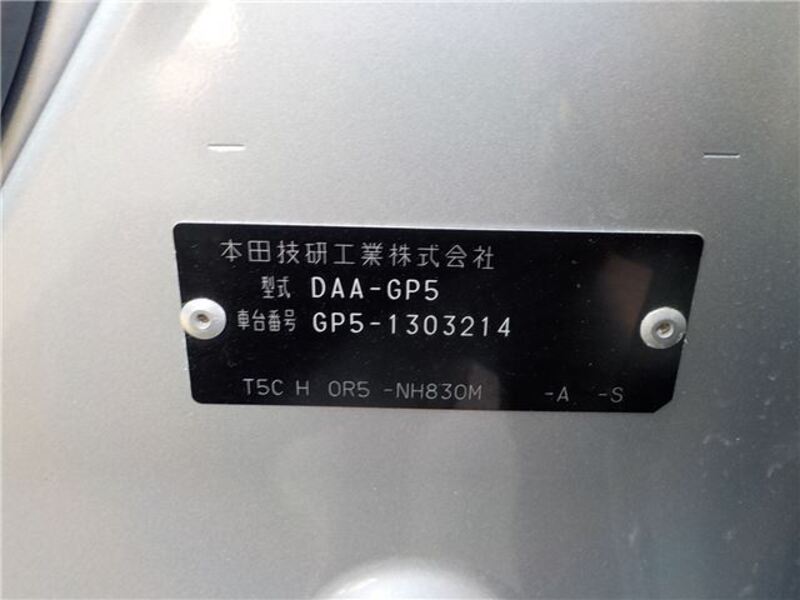 本田技研工業株式会社
型式 DAA-GP5
車台番号 GP5-1303214
T5C H 0R5 -NH830M -A -S